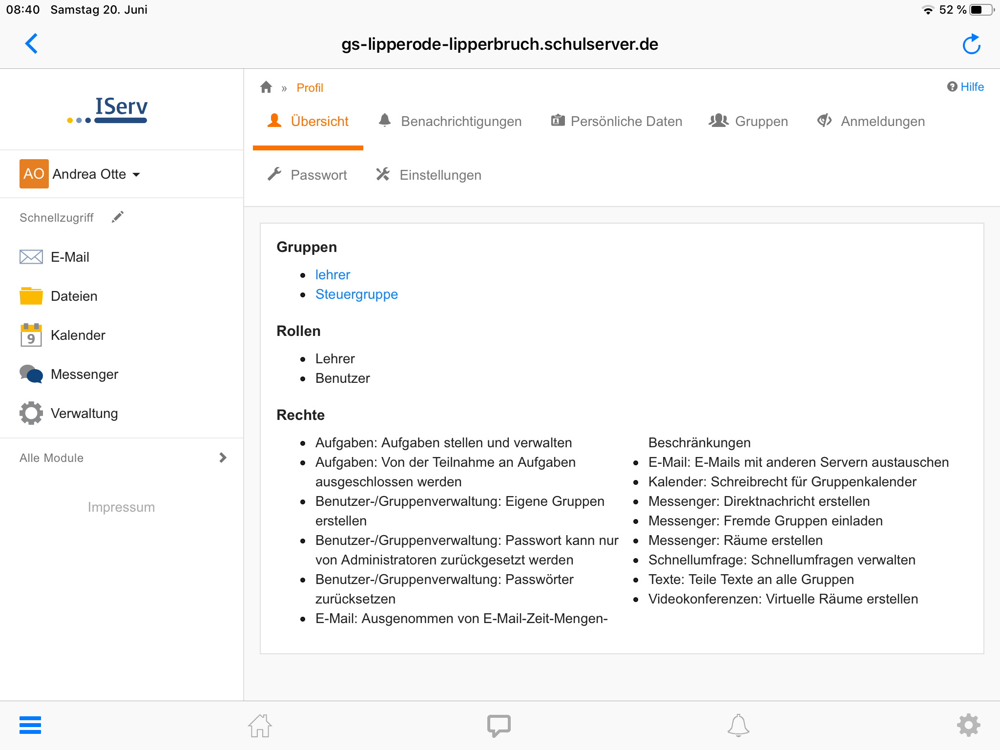 08:40 Samstag 20. Juni 52 %
gs-lipperode-lipperbruch.schulserver.de
IServ
AO Andrea Otte
Schnellzugriff
E-Mail
Dateien
9 Kalender
Messenger
Verwaltung
Alle Module
Impressum
» Profil
? Hilfe
Übersicht Benachrichtigungen Persönliche Daten Gruppen Anmeldungen
Passwort Einstellungen
Gruppen
• lehrer
• Steuergruppe
Rollen
• Lehrer
• Benutzer
Rechte
• Aufgaben: Aufgaben stellen und verwalten
• Aufgaben: Von der Teilnahme an Aufgaben
ausgeschlossen werden
• Benutzer-/Gruppenverwaltung: Eigene Gruppen
erstellen
• Benutzer-/Gruppenverwaltung: Passwort kann nur
von Administratoren zurückgesetzt werden
• Benutzer-/Gruppenverwaltung: Passwörter
zurücksetzen
• E-Mail: Ausgenommen von E-Mail-Zeit-Mengen-
Beschränkungen
• E-Mail: E-Mails mit anderen Servern austauschen
• Kalender: Schreibrecht für Gruppenkalender
• Messenger: Direktnachricht erstellen
• Messenger: Fremde Gruppen einladen
• Messenger: Räume erstellen
• Schnellumfrage: Schnellumfragen verwalten
• Texte: Teile Texte an alle Gruppen
• Videokonferenzen: Virtuelle Räume erstellen